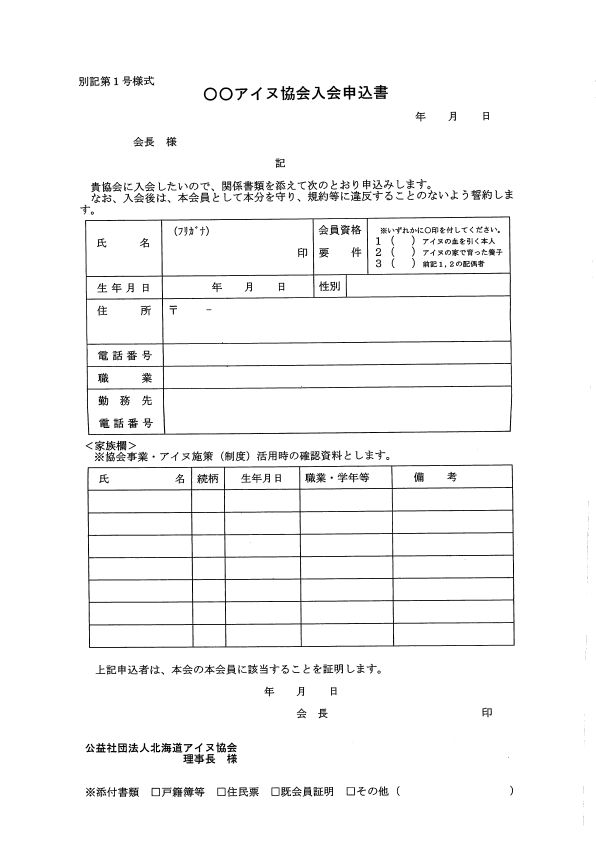 別記第１号様式
〇〇アイヌ協会入会申込書
年　　月　　日
会長　様
記
貴協会に入会したいので、関係書類を添えて次のとおり申込みします。
なお、入会後は、本会員として本分を守り、規約等に違反することのないよう誓約しま
す。
氏　　名
(ﾌﾘｶﾞﾅ)
印
会員資格
要　　件
※いずれかに〇印を付してください。
１（　　）アイヌの血を引く本人
２（　　）アイヌの家で育った養子
３（　　）前記１,２の配偶者
生年月日　　年　　月　　日　　性別
住　　所　〒　　－
電話番号
職　　業
勤　務　先
電話番号
＜家族欄＞
※協会事業・アイヌ施策（制度）活用時の確認資料とします。
氏　　名　続柄　生年月日　職業・学年等　備　　考
上記申込者は、本会の本会員に該当することを証明します。
年　　月　　日
会　長　　　　印
公益社団法人北海道アイヌ協会
理事長　様
※添付書類　□戸籍簿等　□住民票　□既会員証明　□その他（　　　　）